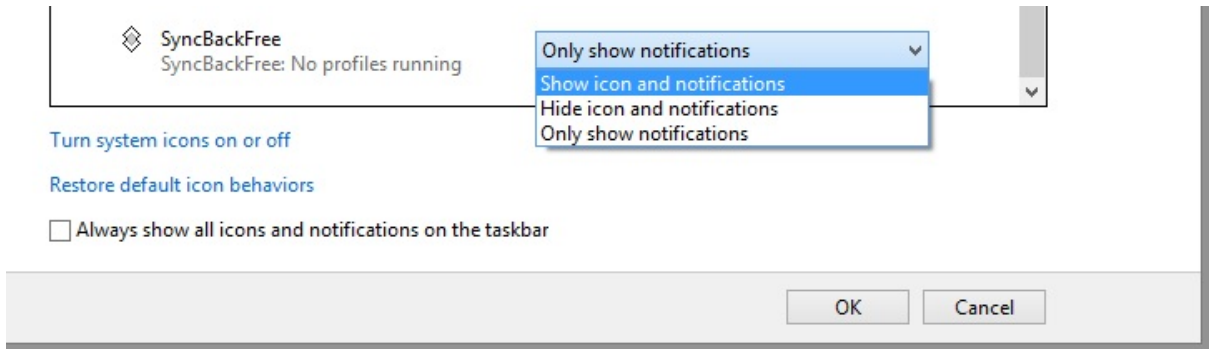 SyncBackFree
SyncBackFree: No profiles running
Only show notifications
Show icon and notifications
Hide icon and notifications
Only show notifications
Turn system icons on or off
Restore default icon behaviors
Always show all icons and notifications on the taskbar
OK
Cancel